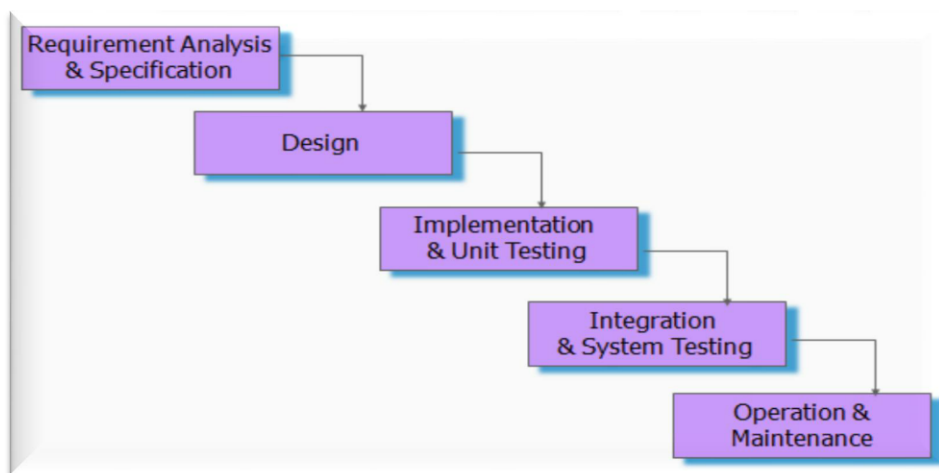 Requirement Analysis
& Specification
Design
Implementation
& Unit Testing
Integration
& System Testing
Operation &
Maintenance